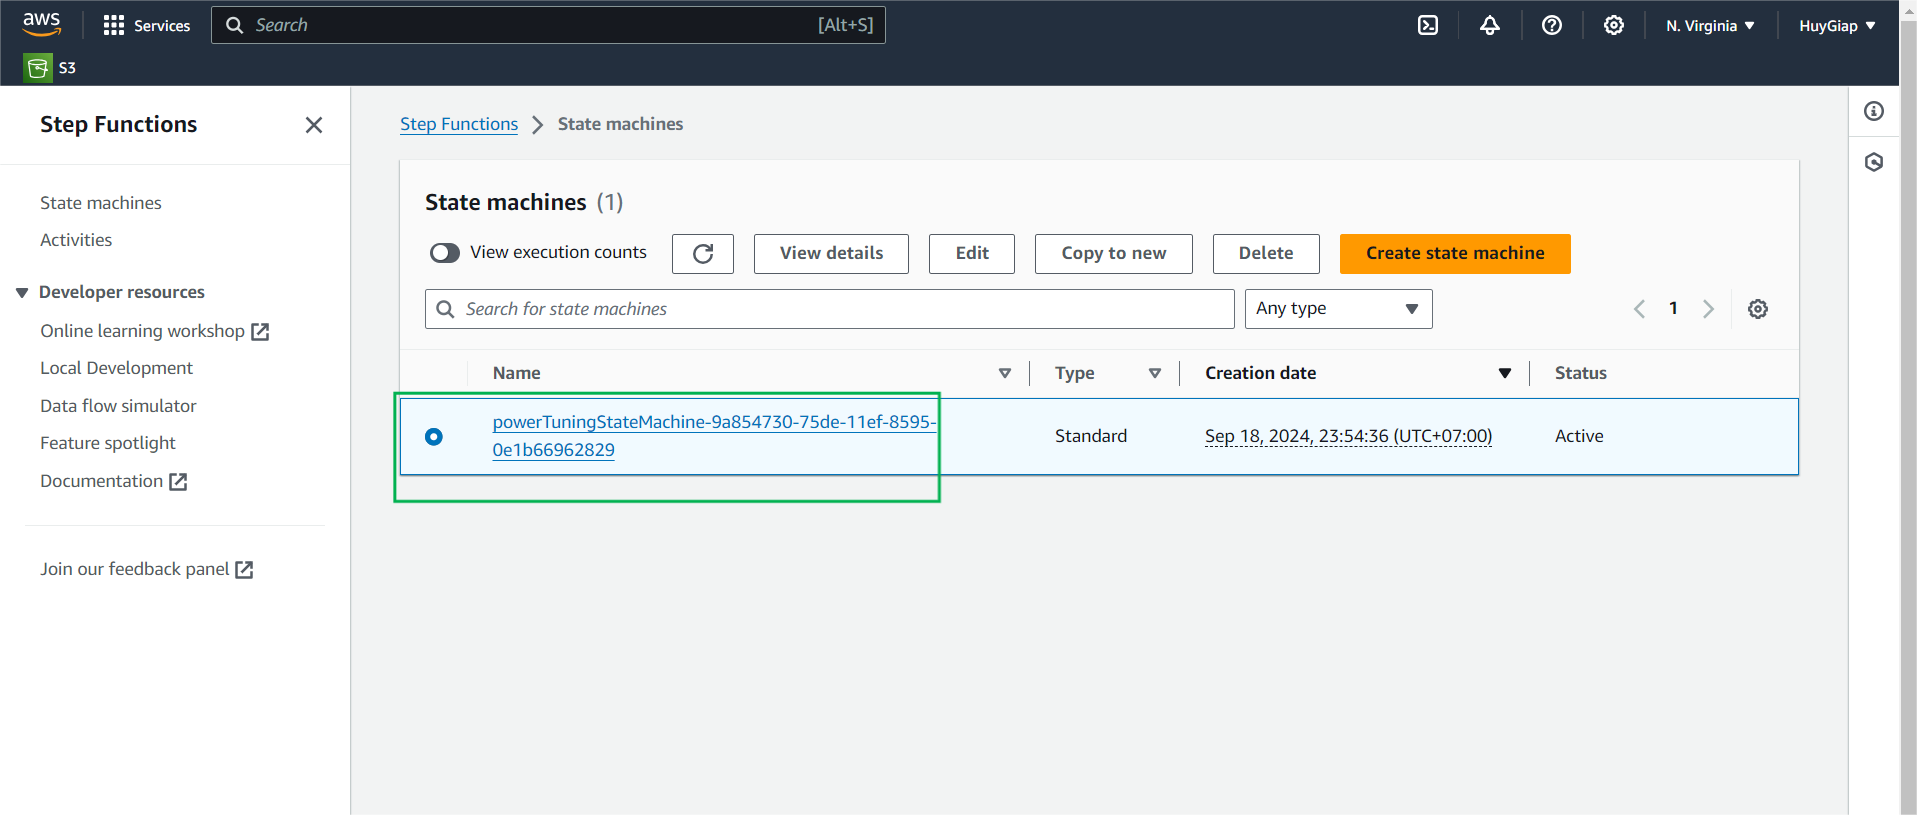 aws
Services
Search
[Alt+S]
N. Virginia
HuyGiap
S3
Step Functions
State machines
Activities
Developer resources
Online learning workshop
Local Development
Data flow simulator
Feature spotlight
Documentation
Join our feedback panel
Step Functions
State machines
State machines (1)
View execution counts
View details
Edit
Copy to new
Delete
Create state machine
Search for state machines
Any type
1
Name
Type
Creation date
Status
powerTuningStateMachine-9a854730-75de-11ef-8595-
0e1b66962829
Standard
Sep 18, 2024, 23:54:36 (UTC+07:00)
Active